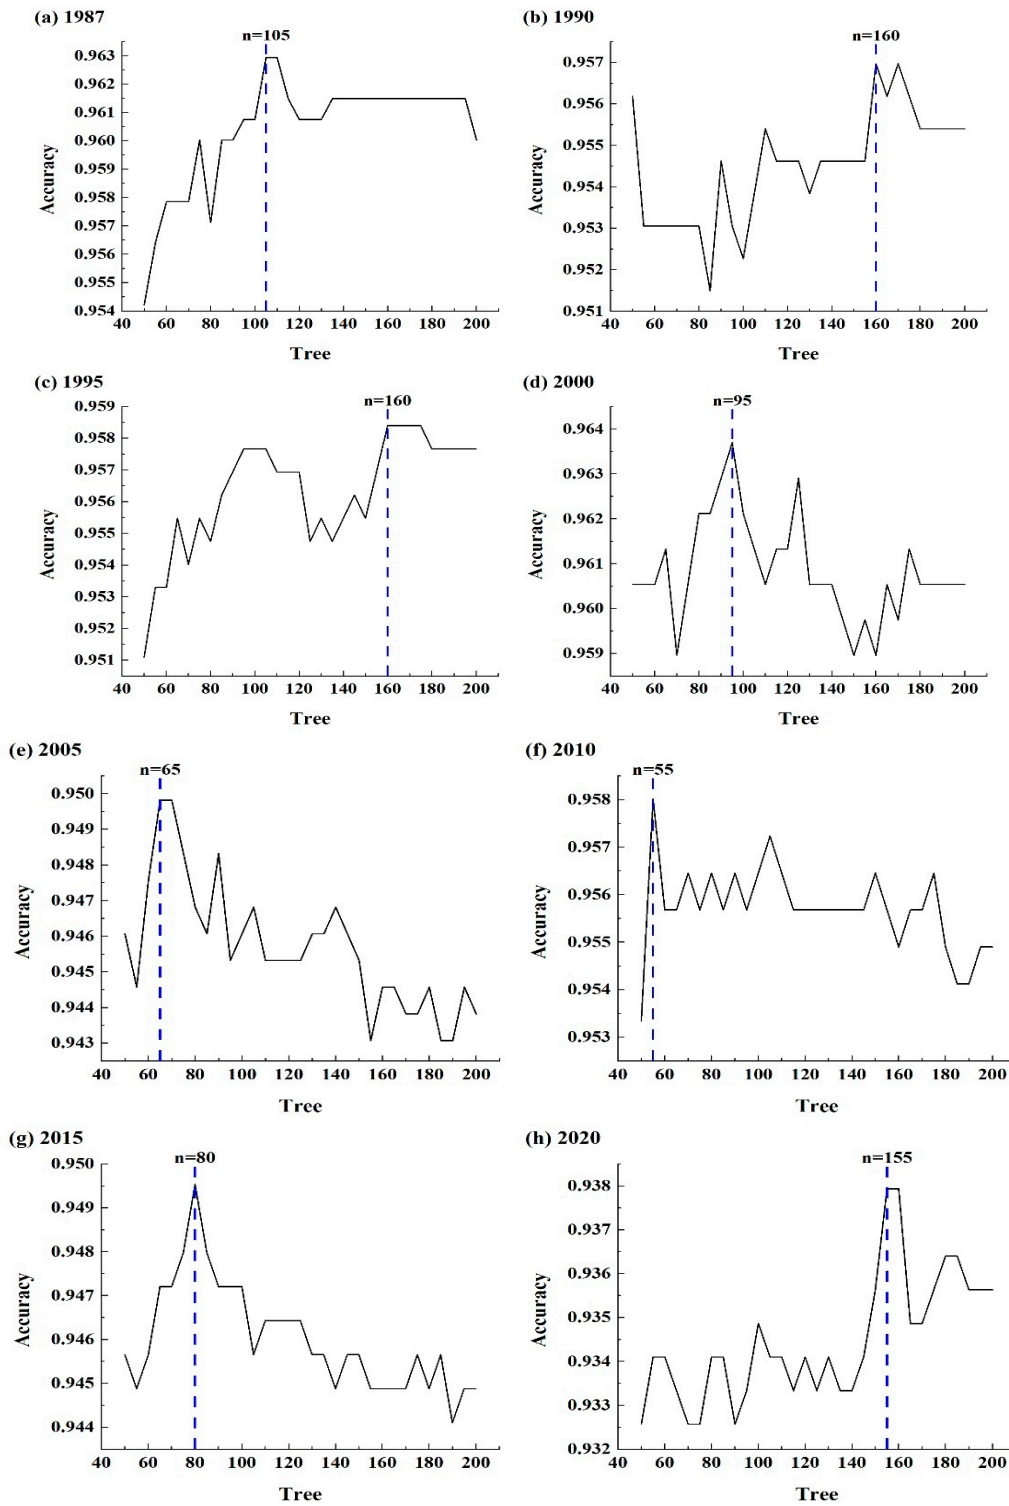 (a) 1987
n=105
0.963
0.962
0.961
0.960
0.959
0.958
0.957
0.956
0.955
0.954
Accuracy
40 60 80 100 120 140 160 180 200
Tree
(b) 1990
n=160
0.957
0.956
0.955
0.954
0.953
0.952
0.951
Accuracy
40 60 80 100 120 140 160 180 200
Tree
(c) 1995
n=160
0.959
0.958
0.957
0.956
0.955
0.954
0.953
0.952
0.951
Accuracy
40 60 80 100 120 140 160 180 200
Tree
(d) 2000
n=95
0.964
0.963
0.962
0.961
0.960
0.959
Accuracy
40 60 80 100 120 140 160 180 200
Tree
(e) 2005
n=65
0.950
0.949
0.948
0.947
0.946
0.945
0.944
0.943
Accuracy
40 60 80 100 120 140 160 180 200
Tree
(f) 2010
n=55
0.958
0.957
0.956
0.955
0.954
0.953
Accuracy
40 60 80 100 120 140 160 180 200
Tree
(g) 2015
n=80
0.950
0.949
0.948
0.947
0.946
0.945
0.944
Accuracy
40 60 80 100 120 140 160 180 200
Tree
(h) 2020
n=155
0.938
0.937
0.936
0.935
0.934
0.933
0.932
Accuracy
40 60 80 100 120 140 160 180 200
Tree